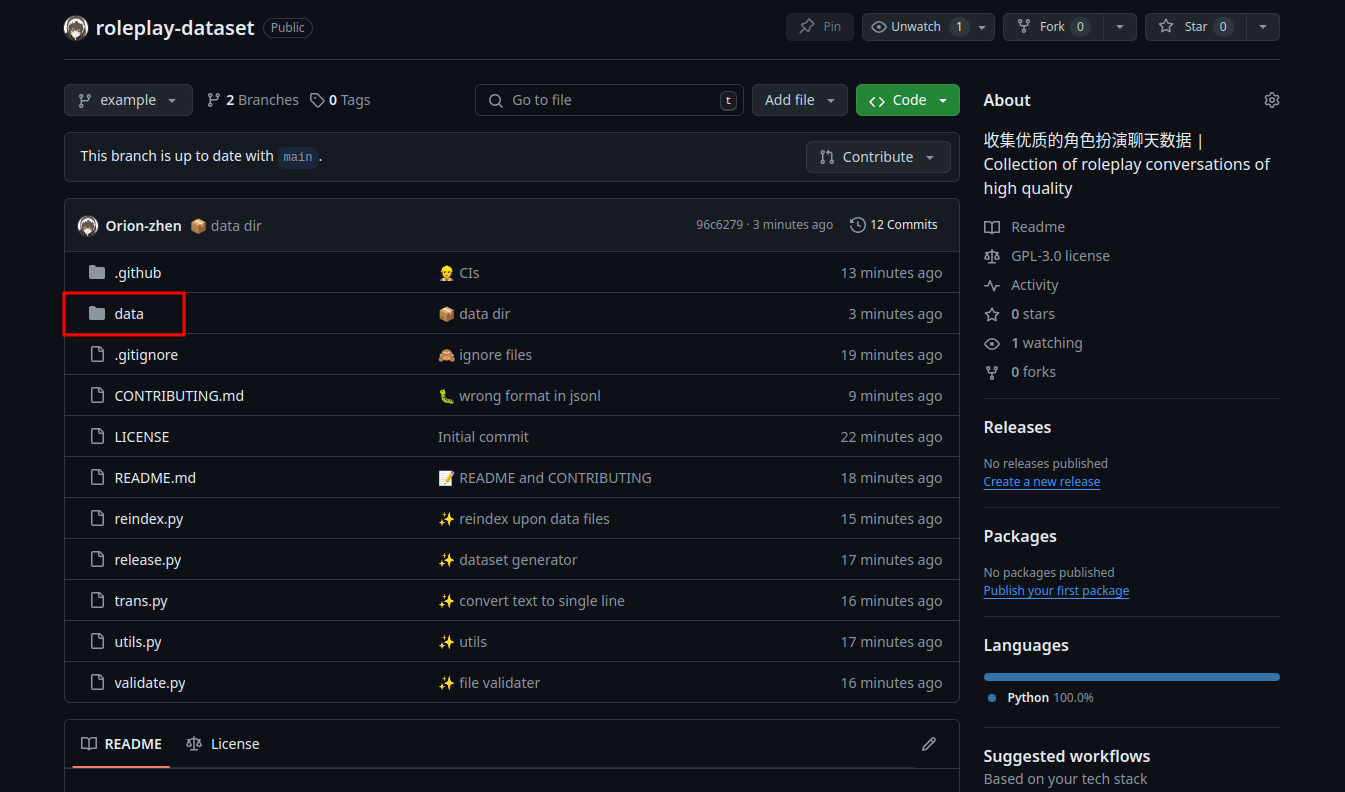 roleplay-dataset Public
Pin
Unwatch 1
Fork 0
Star 0
example
2 Branches
0 Tags
Go to file t
Add file
Code
This branch is up to date with main .
Contribute
Orion-zhen 📦 data dir 96c6279 · 3 minutes ago 12 Commits
.github 👷 CIs 13 minutes ago
data 📦 data dir 3 minutes ago
.gitignore 🙈 ignore files 19 minutes ago
CONTRIBUTING.md 🐛 wrong format in jsonl 9 minutes ago
LICENSE Initial commit 22 minutes ago
README.md 📝 README and CONTRIBUTING 18 minutes ago
reindex.py ✨ reindex upon data files 15 minutes ago
release.py ✨ dataset generator 17 minutes ago
trans.py ✨ convert text to single line 16 minutes ago
utils.py ✨ utils 17 minutes ago
validate.py ✨ file validater 16 minutes ago
README
License
About
收集优质的角色扮演聊天数据 |
Collection of roleplay conversations of
high quality
Readme
GPL-3.0 license
Activity
0 stars
1 watching
0 forks
Releases
No releases published
Create a new release
Packages
No packages published
Publish your first package
Languages
Python 100.0%
Suggested workflows
Based on your tech stack